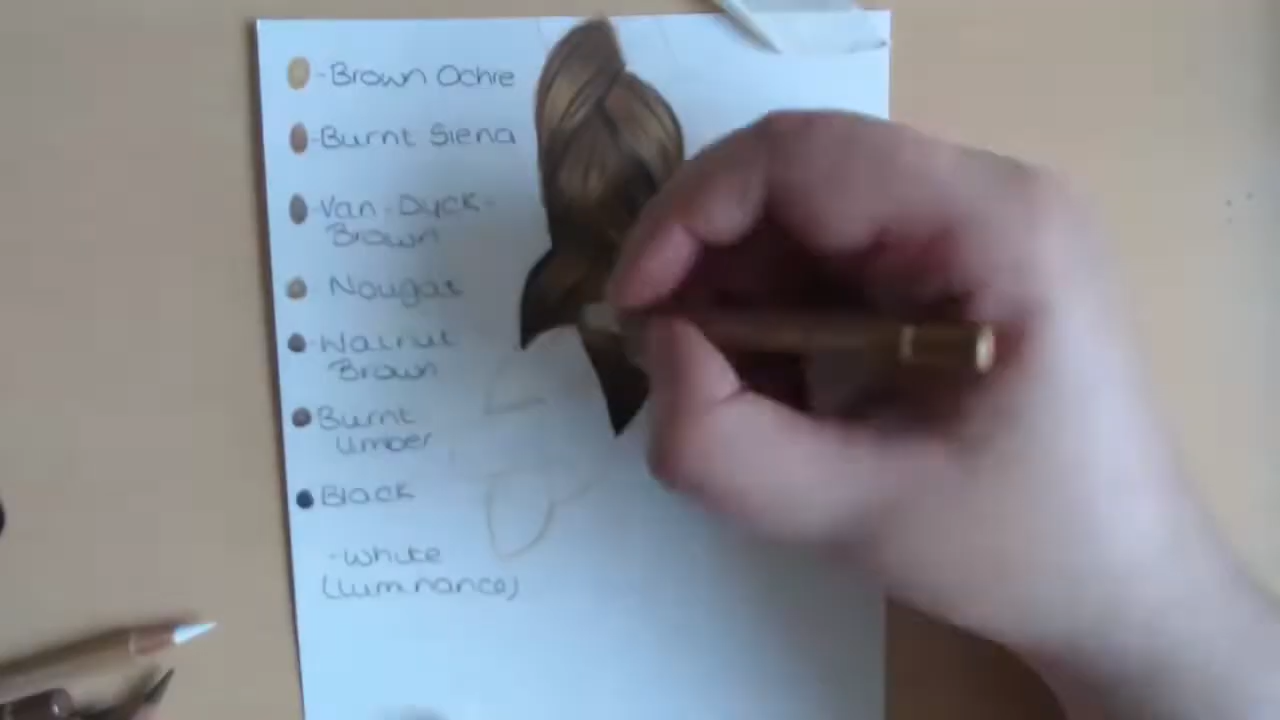 -Brown Ochre
-Burnt Siena
-Van-Dyck-
Brown
Nougat
-Walnut
Brown
Burnt
Umber
Black
-white
(Luminance)